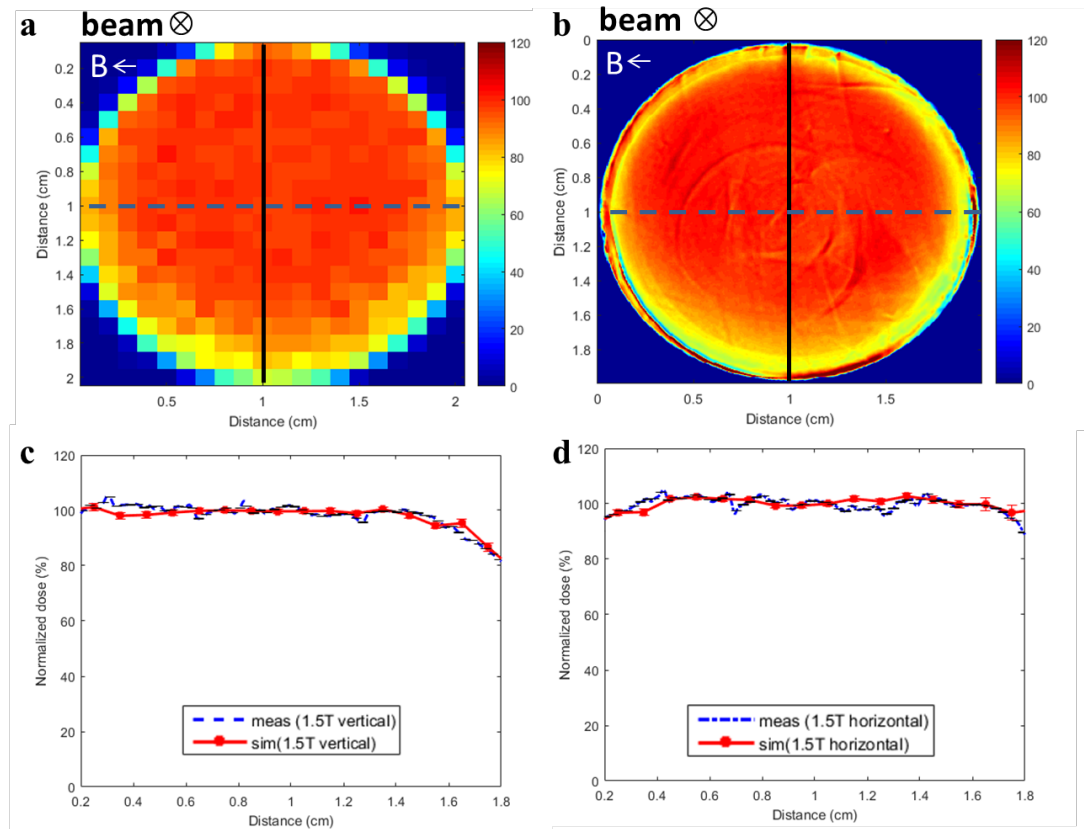 a beam ⊗
B←
0.2
0.4
0.6
0.8
1
1.2
1.4
1.6
1.8
2
0.5 1 1.5 2
Distance (cm)
Distance (cm)
120
100
80
60
40
20
0
b beam ⊗
B←
0
0.2
0.4
0.6
0.8
1
1.2
1.4
1.6
1.8
0 0.5 1 1.5
Distance (cm)
Distance (cm)
120
100
80
60
40
20
0
c
120
100
80
60
40
20
0
0.2 0.4 0.6 0.8 1 1.2 1.4 1.6 1.8
Distance (cm)
Normalized dose (%)
meas (1.5T vertical)
sim(1.5T vertical)
d
120
100
80
60
40
20
0
0.2 0.4 0.6 0.8 1 1.2 1.4 1.6 1.8
Distance (cm)
Normalized dose (%)
meas (1.5T horizontal)
sim(1.5T horizontal)